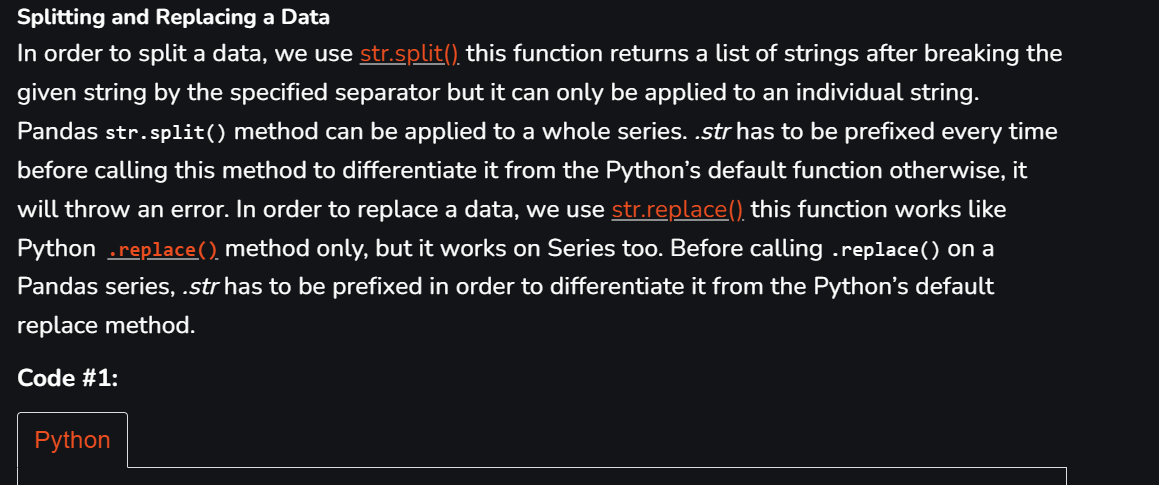 Splitting and Replacing a Data
In order to split a data, we use str.split() this function returns a list of strings after breaking the
given string by the specified separator but it can only be applied to an individual string.
Pandas str.split() method can be applied to a whole series. .str has to be prefixed every time
before calling this method to differentiate it from the Python’s default function otherwise, it
will throw an error. In order to replace a data, we use str.replace() this function works like
Python .replace() method only, but it works on Series too. Before calling .replace() on a
Pandas series, .str has to be prefixed in order to differentiate it from the Python’s default
replace method.
Code #1:
Python